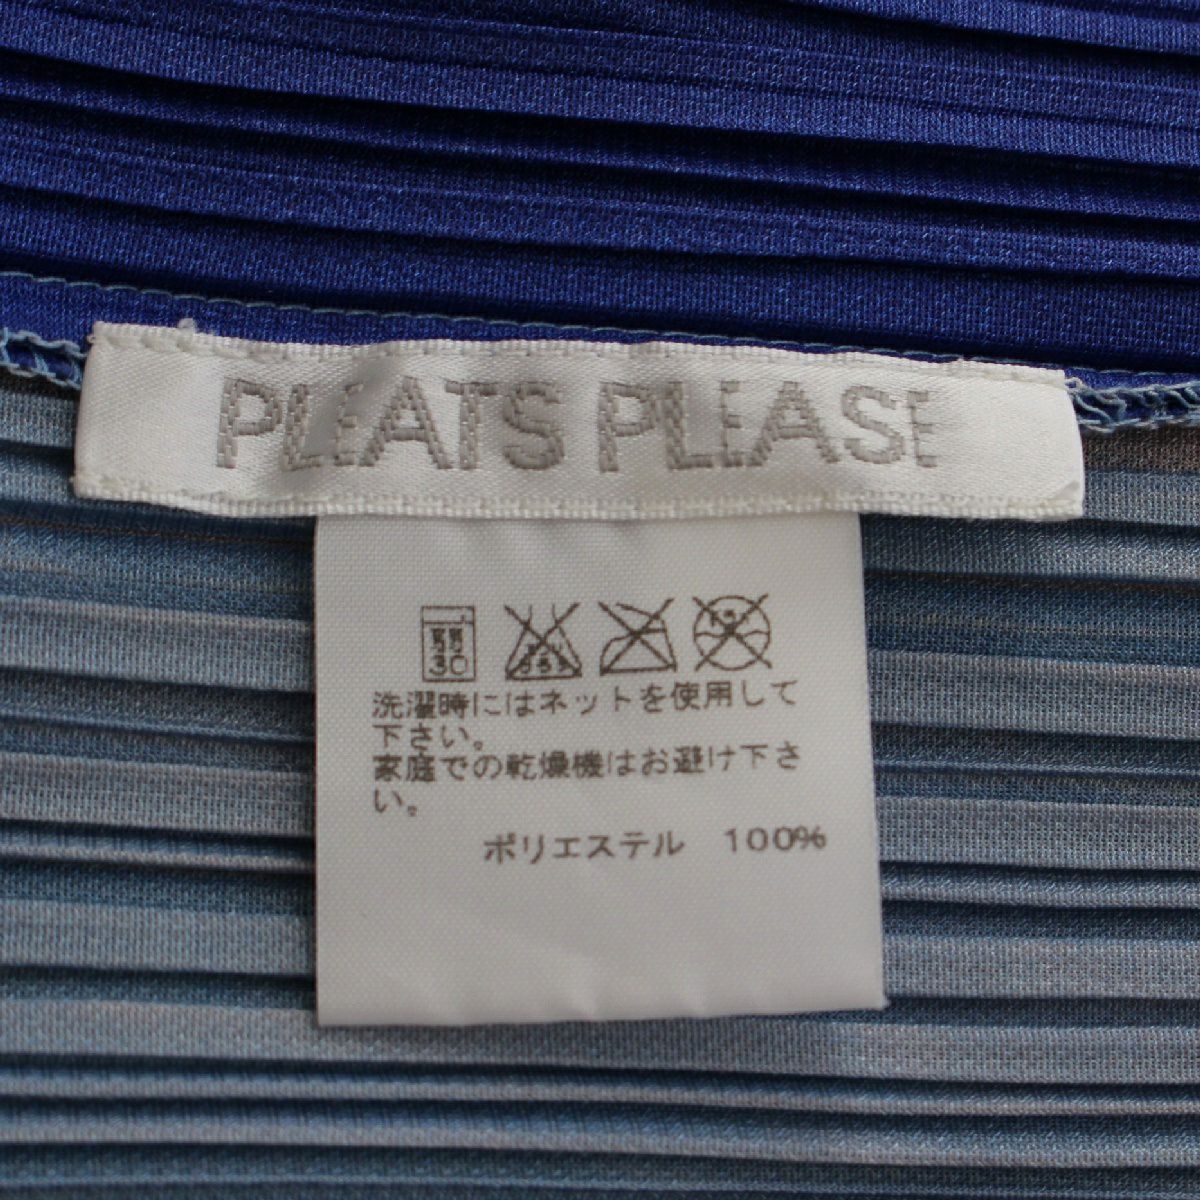 PLEATS PLEASE
30
洗濯時にはネットを使用して
下さい。
家庭での乾燥機はお避け下さ
い。
ポリエステル 100%